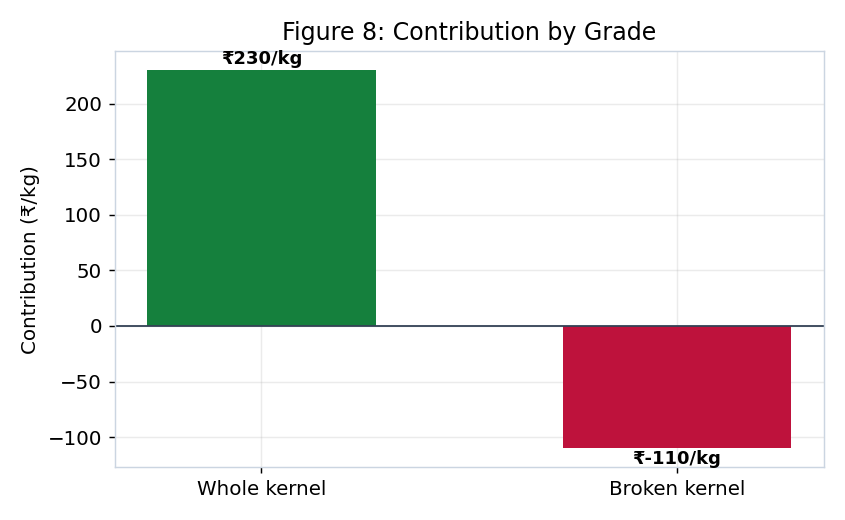 Figure 8: Contribution by Grade
₹230/kg
Contribution (₹/kg)
200
150
100
50
0
−50
−100
₹-110/kg
Whole kernel
Broken kernel